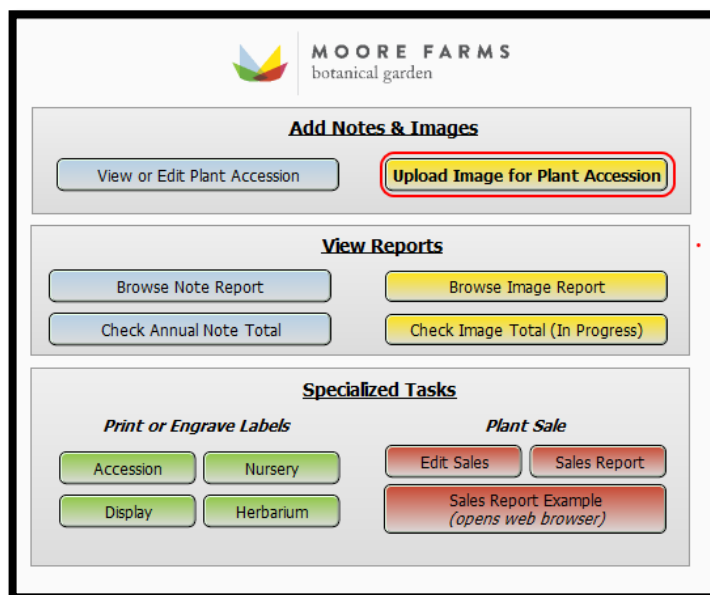 MOORE FARMS
botanical garden
Add Notes & Images
View or Edit Plant Accession
Upload Image for Plant Accession
View Reports
Browse Note Report
Browse Image Report
Check Annual Note Total
Check Image Total (In Progress)
Specialized Tasks
Print or Engrave Labels
Plant Sale
Accession
Nursery
Edit Sales
Sales Report
Display
Herbarium
Sales Report Example
(opens web browser)